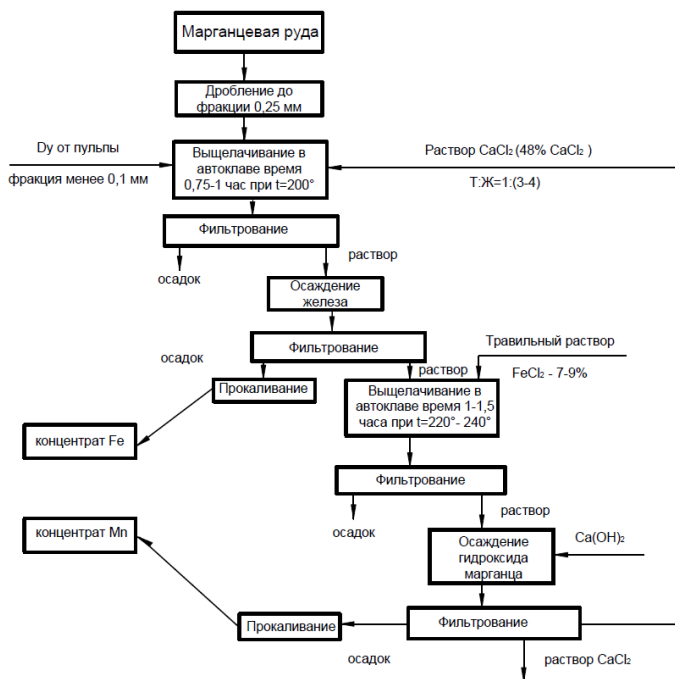 Марганцевая руда
Дробление до
фракции 0,25 мм
Dy от пульпы
фракция менее 0,1 мм
Выщелачивание в
автоклаве время
0,75-1 час при t=200°
Раствор CaCl₂ (48% CaCl₂ )
Т:Ж=1:(3-4)
Фильтрование
осадок
раствор
Осаждение
железа
Фильтрование
осадок
раствор
Травильный раствор
FeCl₂ - 7-9%
Прокаливание
Выщелачивание в
автоклаве время 1-1,5
часа при t=220°- 240°
концентрат Fe
Фильтрование
осадок
раствор
концентрат Mn
Осаждение
гидроксида
марганца
Ca(OH)₂
Прокаливание
Фильтрование
осадок
раствор CaCl₂